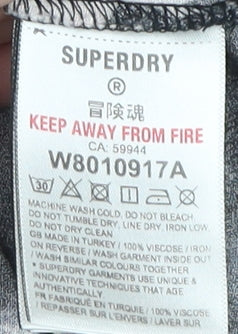 SUPERDRY
®
冒険魂
KEEP AWAY FROM FIRE
CA: 59944
W8010917A
30
MACHINE WASH COLD. DO NOT BLEACH.
DO NOT TUMBLE DRY. LINE DRY. IRON LOW.
DO NOT DRY CLEAN.
GB MADE IN TURKEY / 100% VISCOSE / IRON
ON REVERSE / WASH GARMENT INSIDE OUT
/ WASH SIMILAR COLOURS TOGETHER
* SUPERDRY GARMENTS USE UNIQUE &
INNOVATIVE TECHNIQUES THAT AGE
AUTHENTICALLY
FR FABRIQUÉ EN TURQUIE / 100% VISCOSE
/ REPASSER SUR L'ENVERS / LAVER SUR